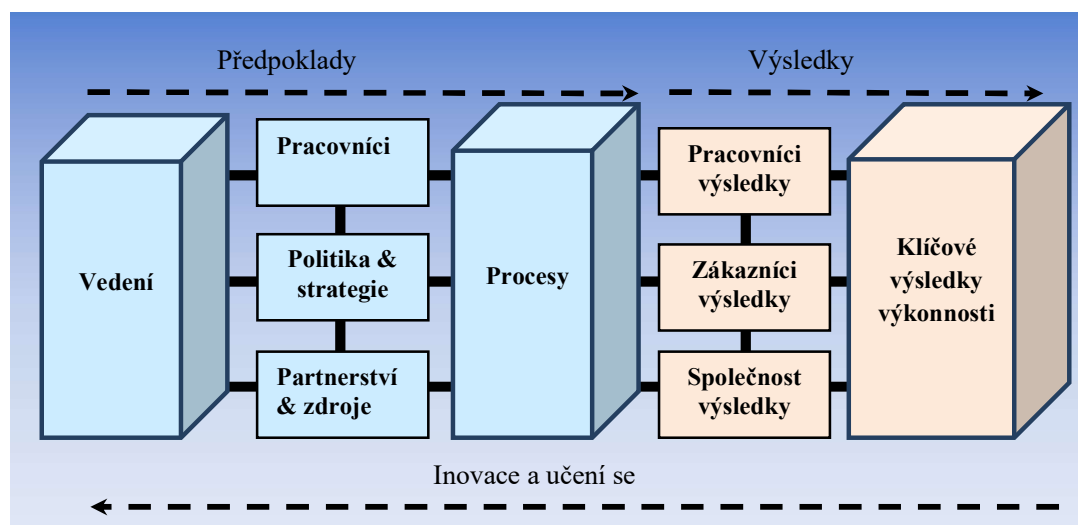 Předpoklady
Výsledky
Vedení
Pracovníci
Politika &
strategie
Partnerství
& zdroje
Procesy
Pracovníci
výsledky
Zákazníci
výsledky
Společnost
výsledky
Klíčové
výsledky
výkonnosti
Inovace a učení se